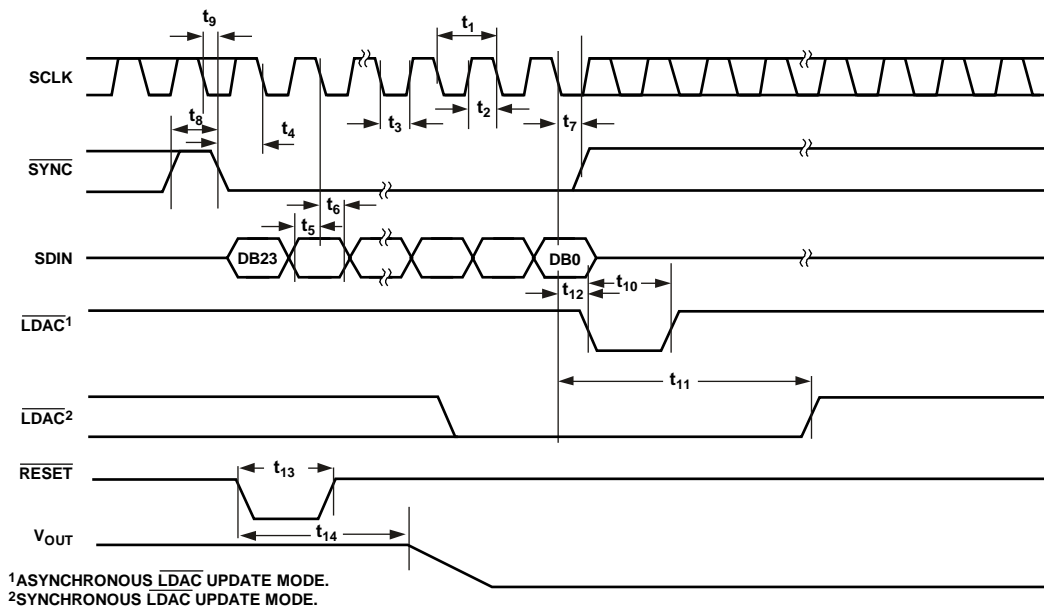 t9
t1
SCLK
t8
t4
t3
t2
t7
SYNC
t6
t5
SDIN
DB23
DB0
t12
t10
LDAC1
t11
LDAC2
RESET
t13
t14
VOUT
1ASYNCHRONOUS LDAC UPDATE MODE.
2SYNCHRONOUS LDAC UPDATE MODE.